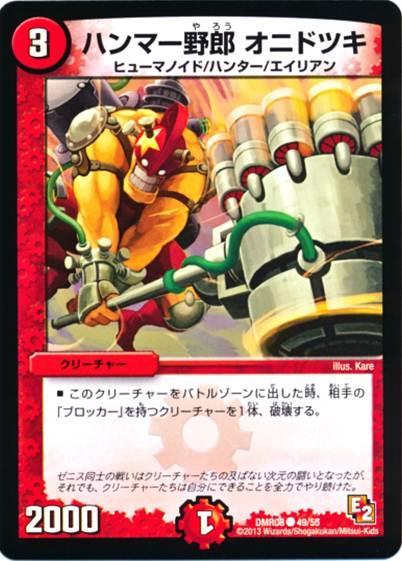 3
ハンマー野郎 オニドツキ
ヒューマノイド/ハンター/エイリアン
クリーチャー
illus. Kare
■ このクリーチャーをバトルゾーンに出した時、相手の
「ブロッカー」を持つクリーチャーを1体、破壊する。
ゼニス同士の戦いはクリーチャーたちの及ばない次元の闘いとなったが、
それでも、クリーチャーたちは自分にできることを全力でやり続けた。
2000
1
DMR08 ● 49/55
©2013 Wizards/Shogakukan/Mitsui-Kids
E2